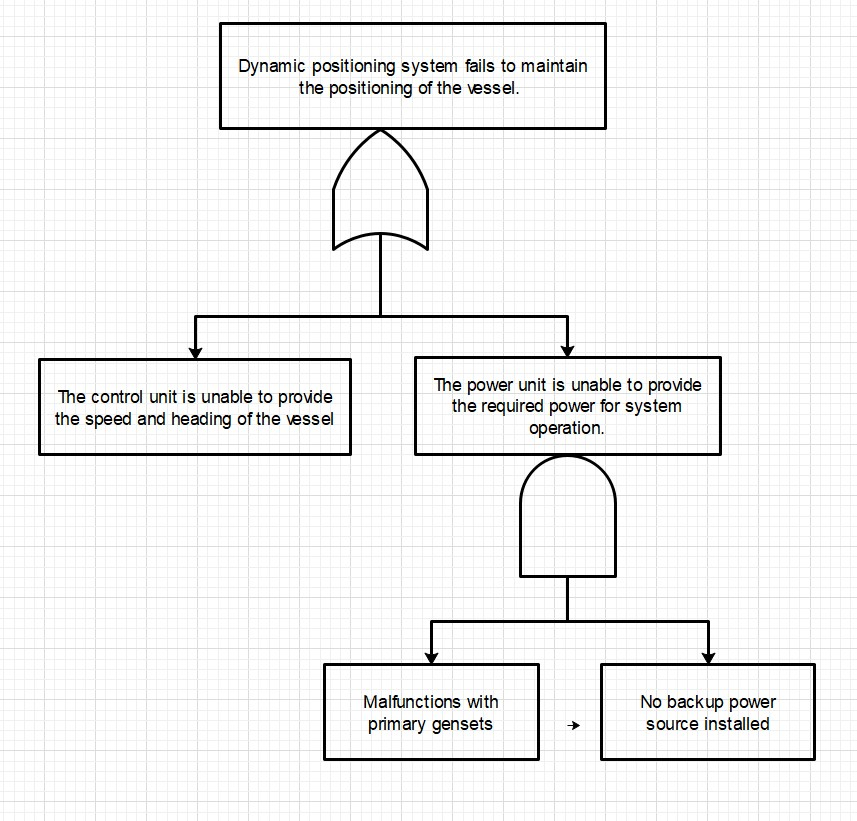 Dynamic positioning system fails to maintain
the positioning of the vessel.
The control unit is unable to provide
the speed and heading of the vessel
The power unit is unable to provide
the required power for system
operation.
Malfunctions with
primary gensets
No backup power
source installed